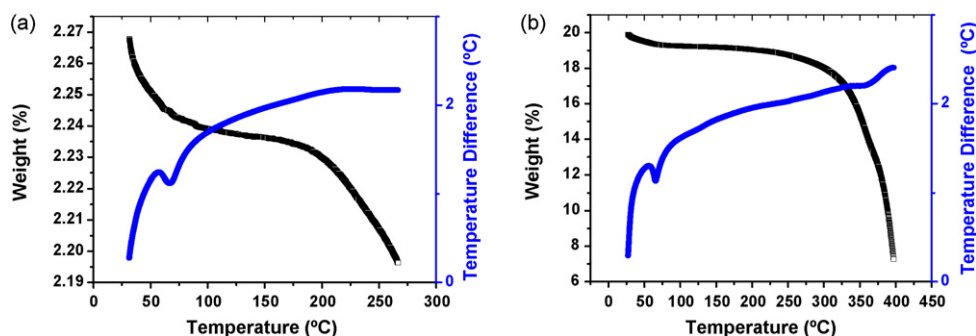 (a)
2.27
2.26
2.25
2.24
2.23
2.22
2.21
2.20
2.19
Weight (%)
0 50 100 150 200 250 300
Temperature (ºC)
2
1
0
Temperature Difference (ºC)
(b)
20
18
16
14
12
10
8
6
Weight (%)
0 50 100 150 200 250 300 350 400 450
Temperature (ºC)
3
2
1
0
Temperature Difference (ºC)